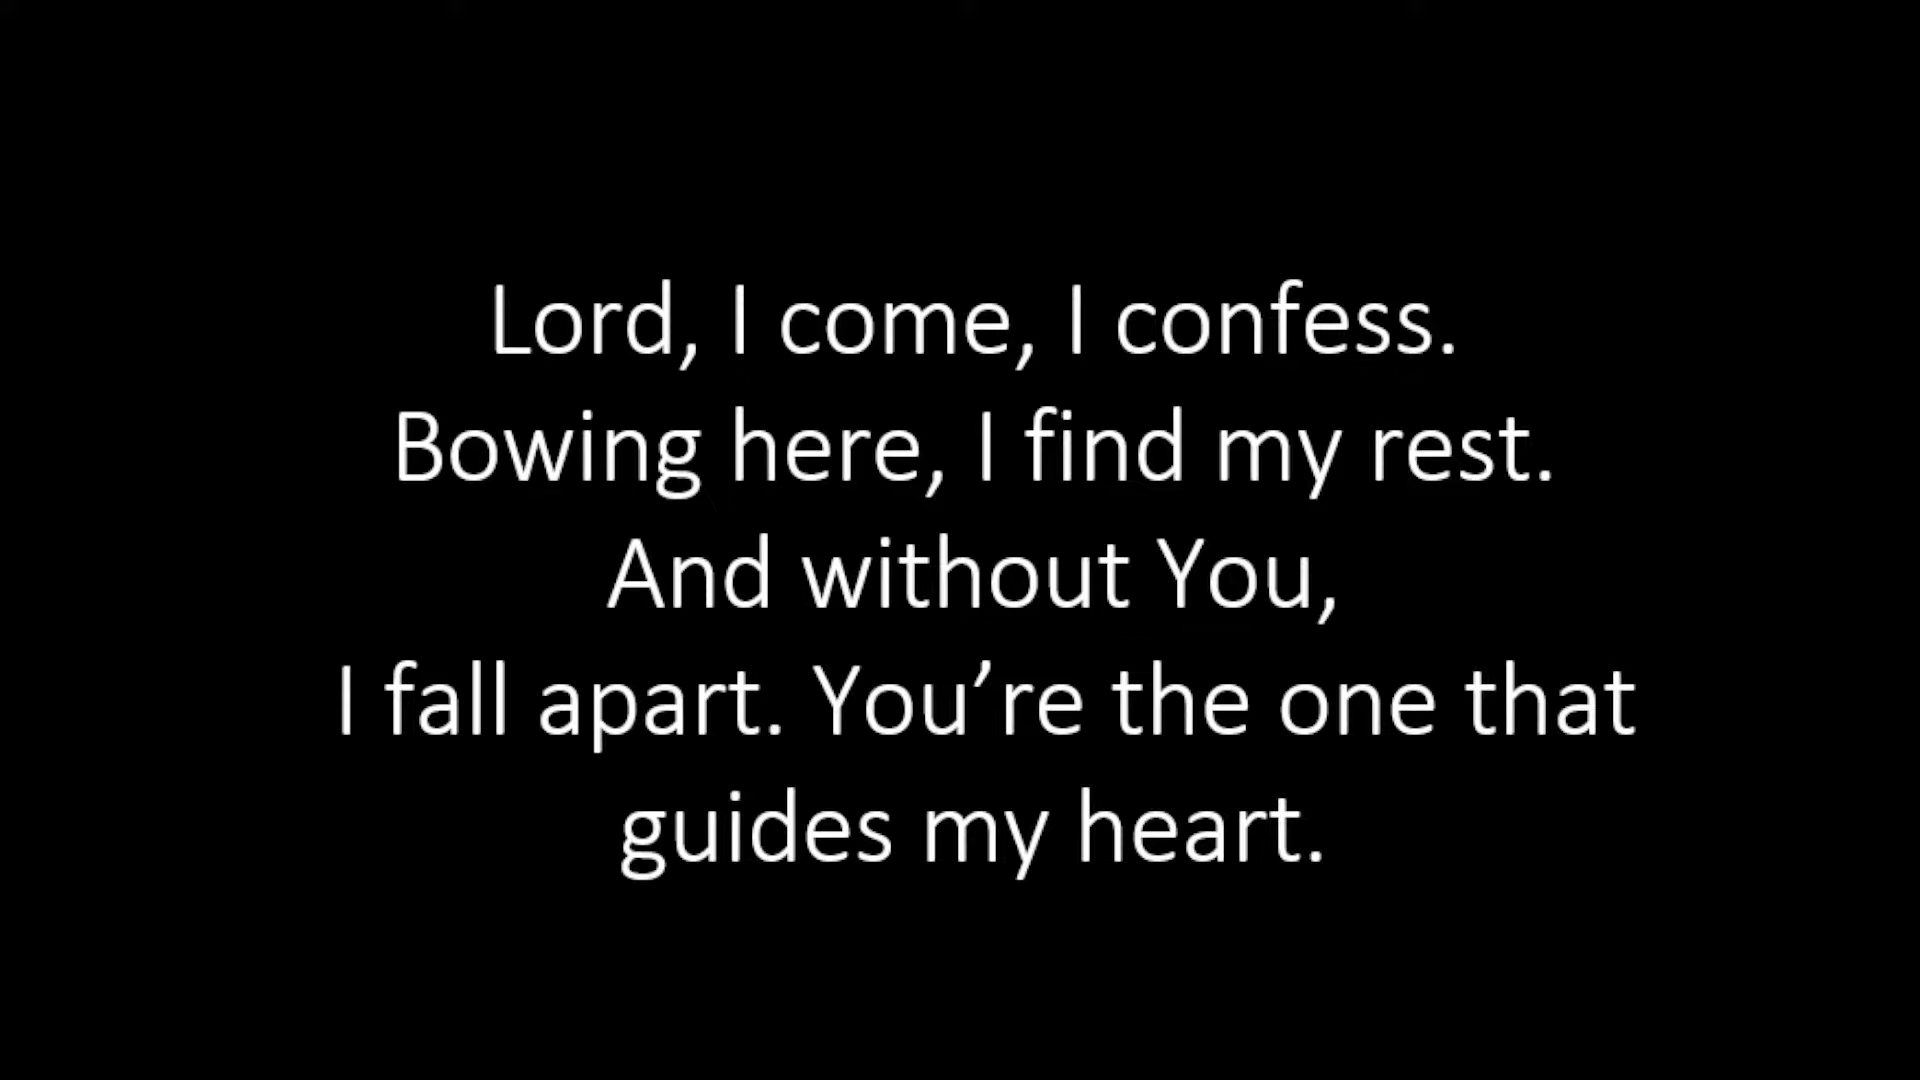 Lord, I come, I confess.
Bowing here, I find my rest.
And without You,
I fall apart. You’re the one that
guides my heart.